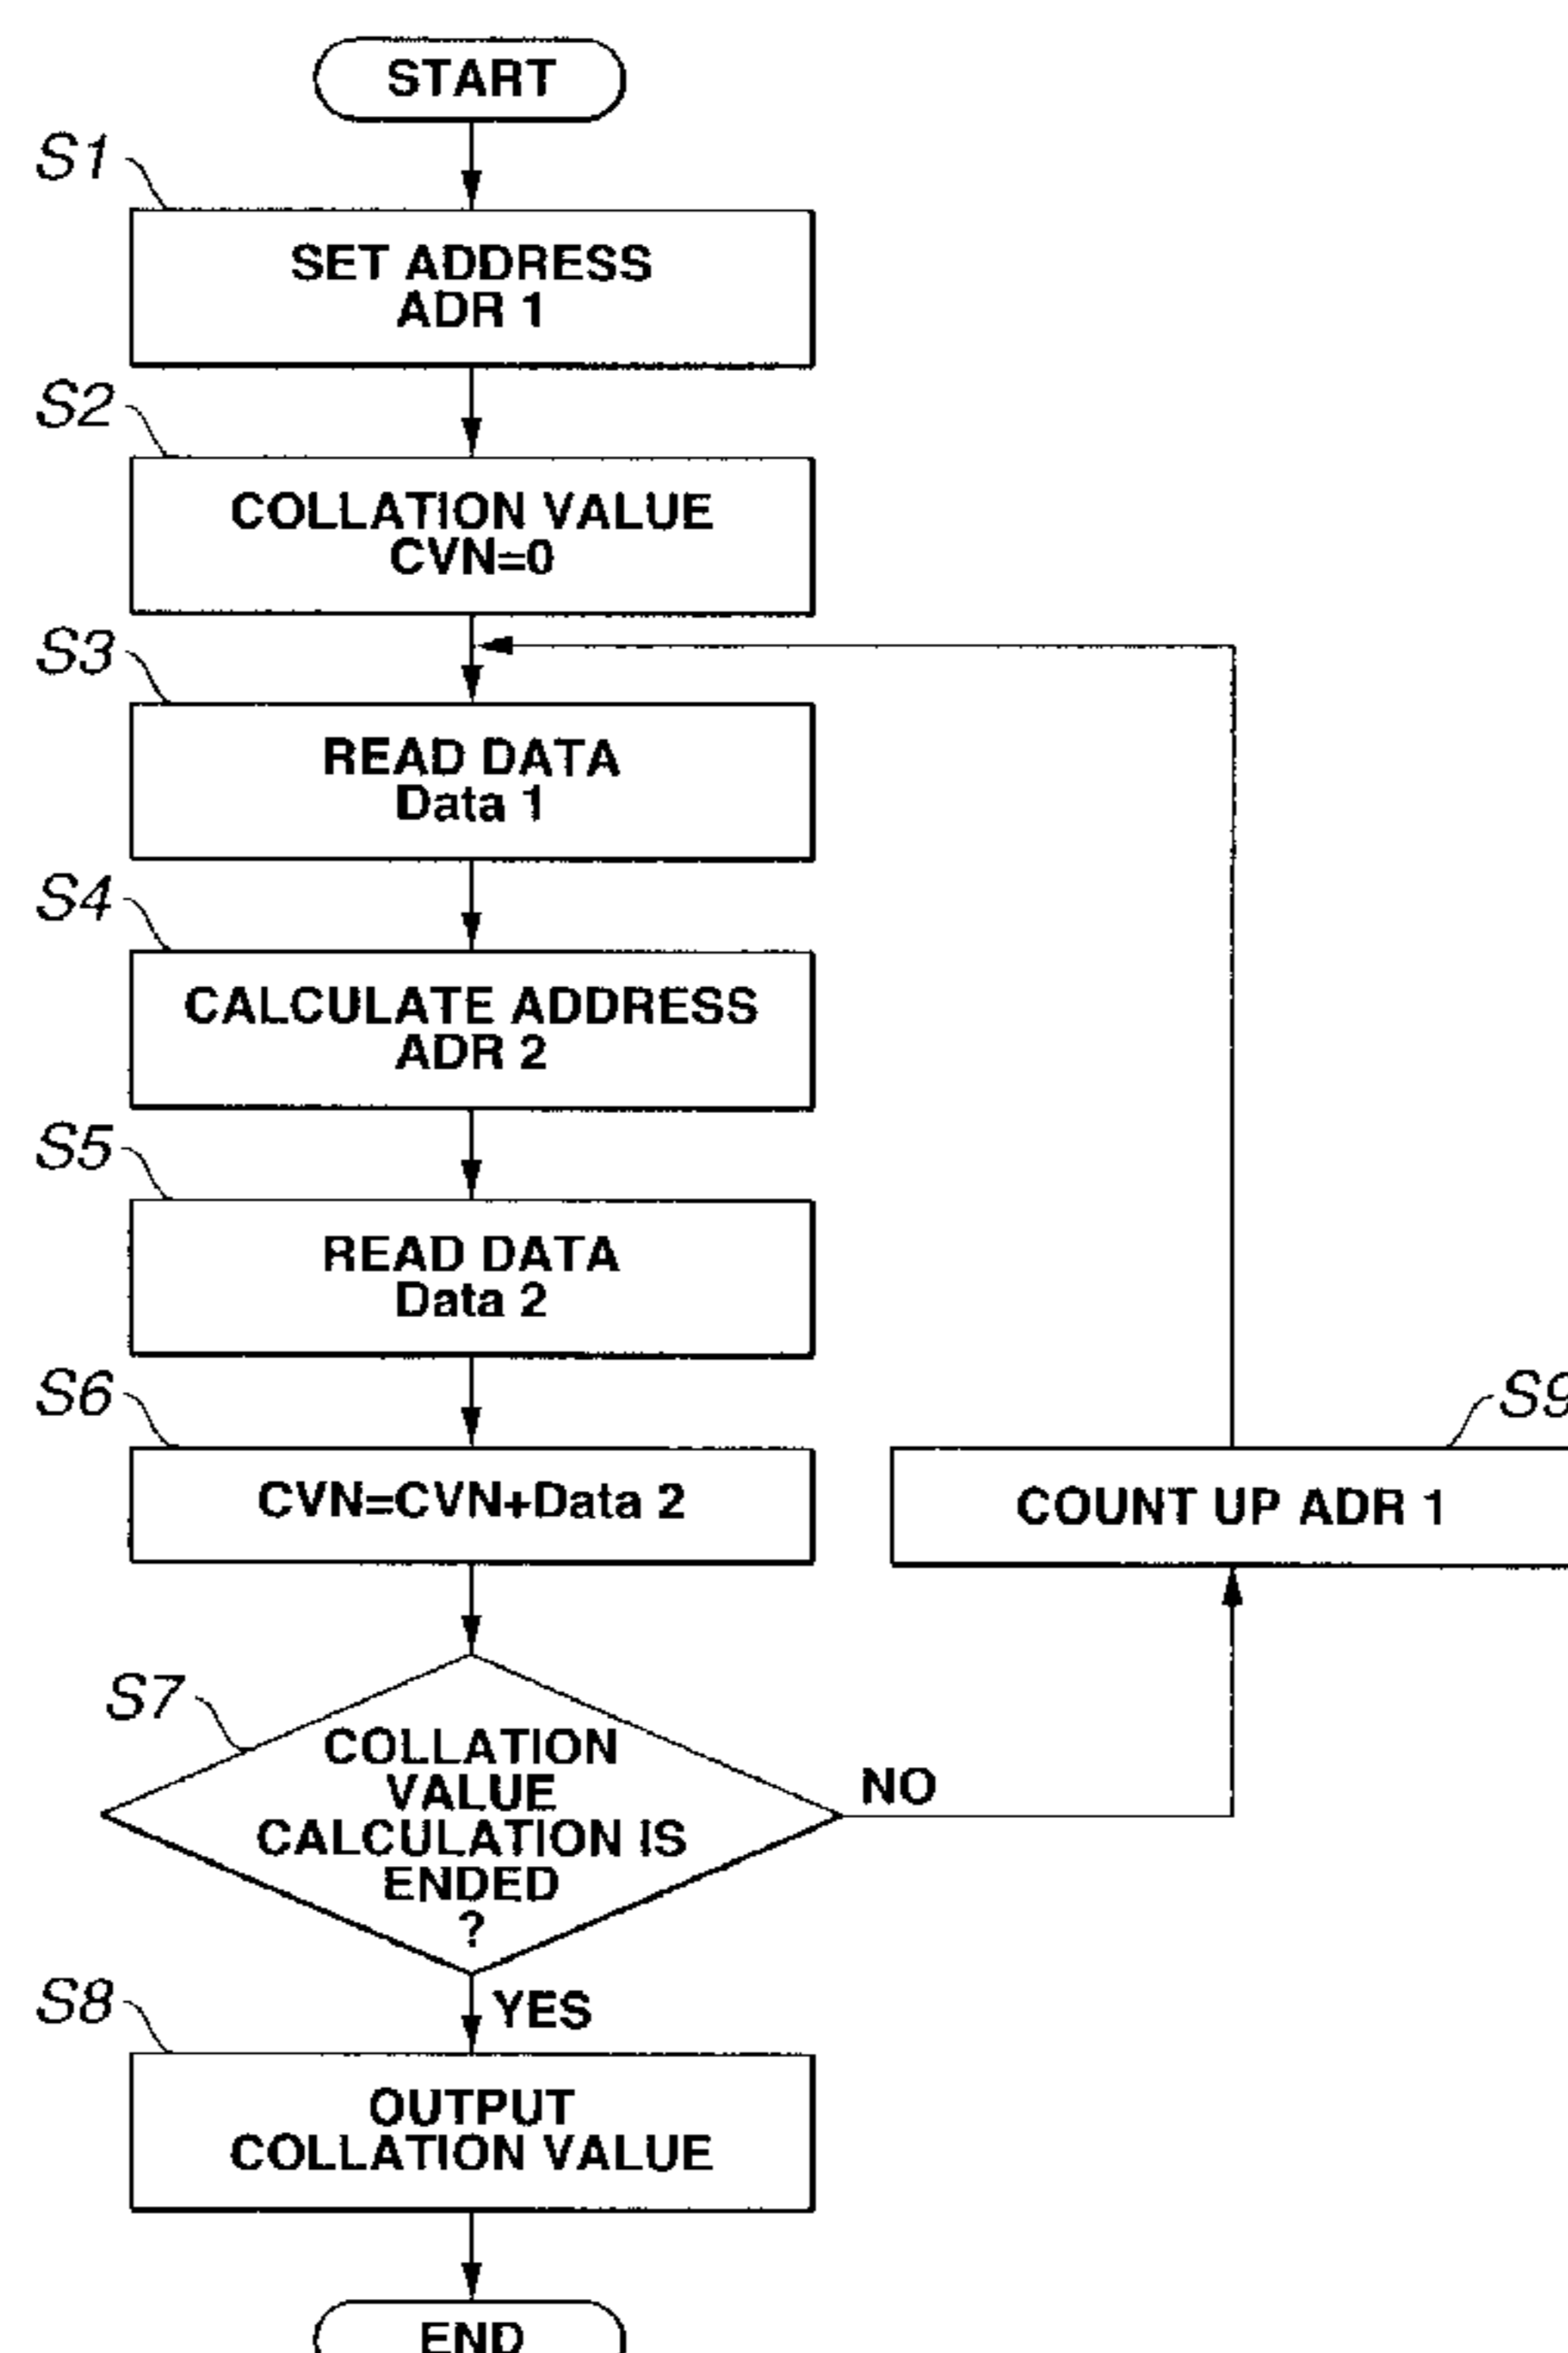 START
S1
SET ADDRESS
ADR 1
S2
COLLATION VALUE
CVN=0
S3
READ DATA
Data 1
S4
CALCULATE ADDRESS
ADR 2
S5
READ DATA
Data 2
S6
CVN=CVN+Data 2
S9
COUNT UP ADR 1
S7
COLLATION
VALUE
CALCULATION IS
ENDED
?
NO
YES
S8
OUTPUT
COLLATION VALUE
END